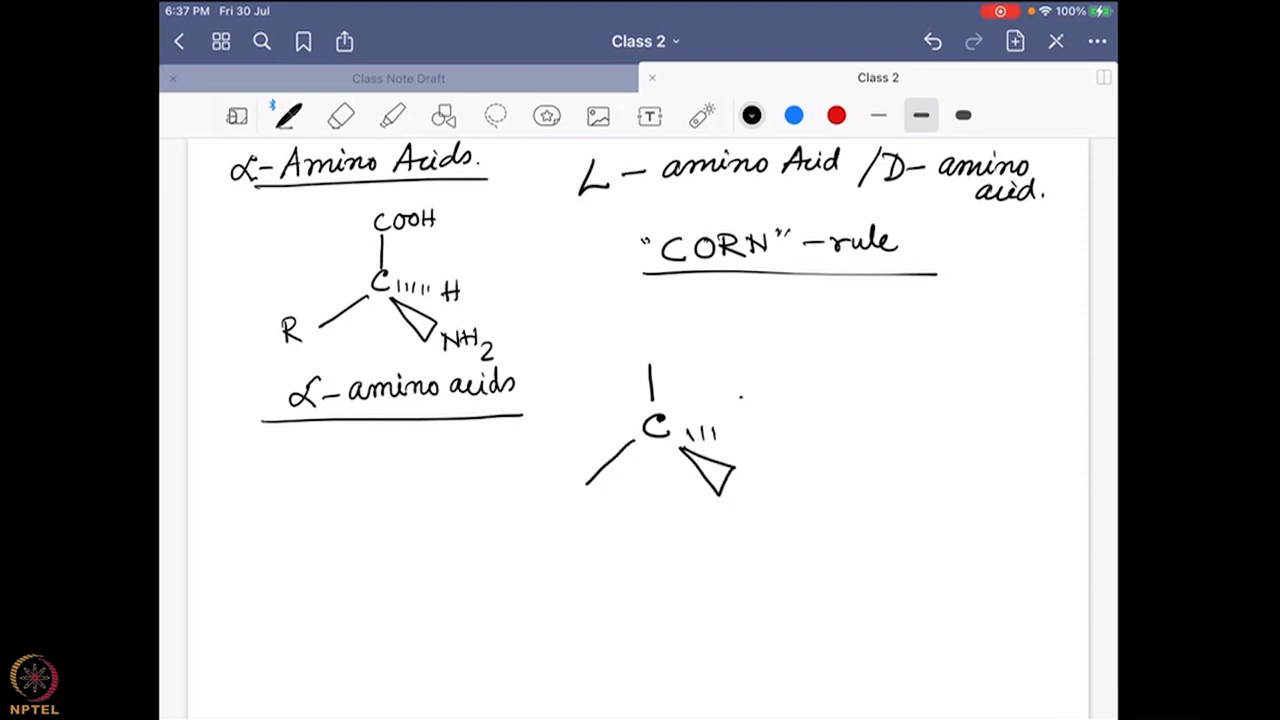 6:37 PM Fri 30 Jul
100%
Class 2
Class Note Draft
Class 2
T
α-Amino Acids.
L - amino Acid / D- amino
acid.
"CORN" - rule
COOH
C H
R
NH2
α- amino acids
C
NPTEL